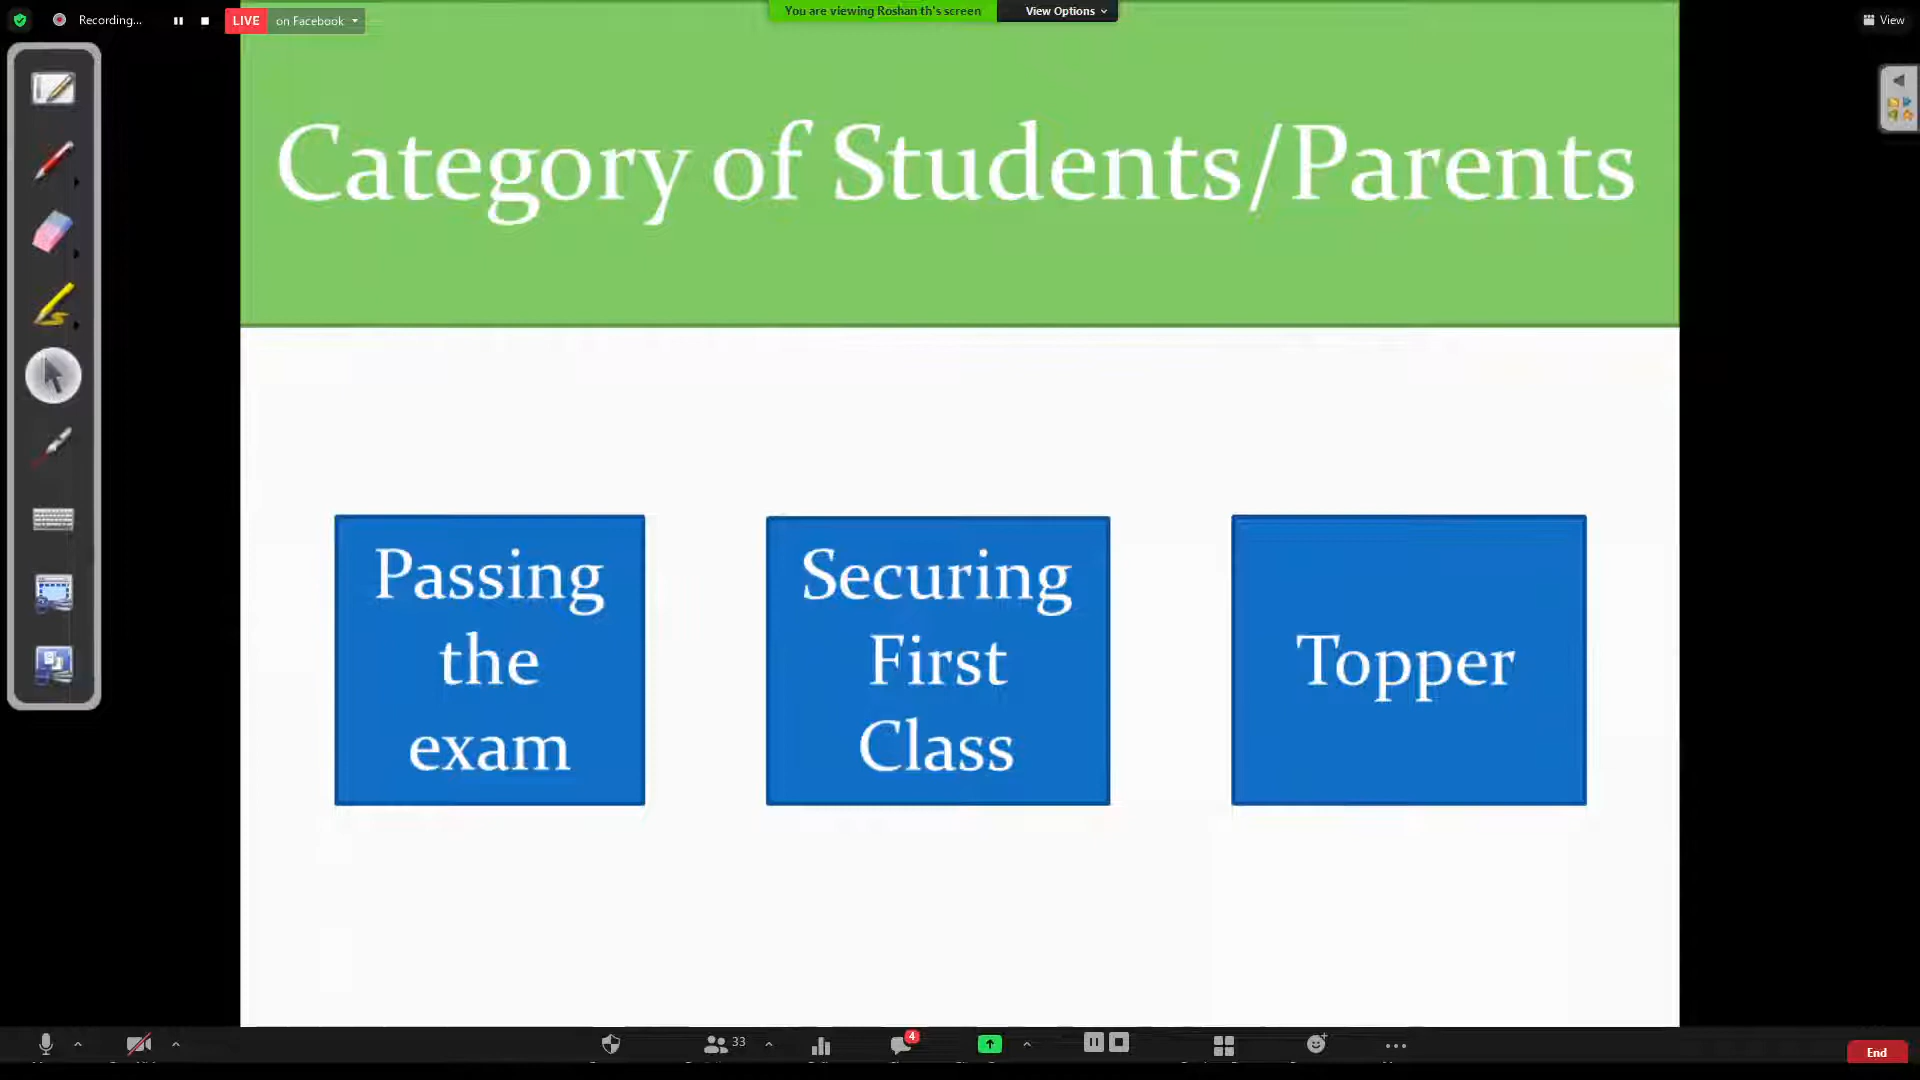 Recording...
LIVE on Facebook
You are viewing Roshan th's screen
View Options
View
Category of Students/Parents
Passing
the
exam
Securing
First
Class
Topper
33
4
End